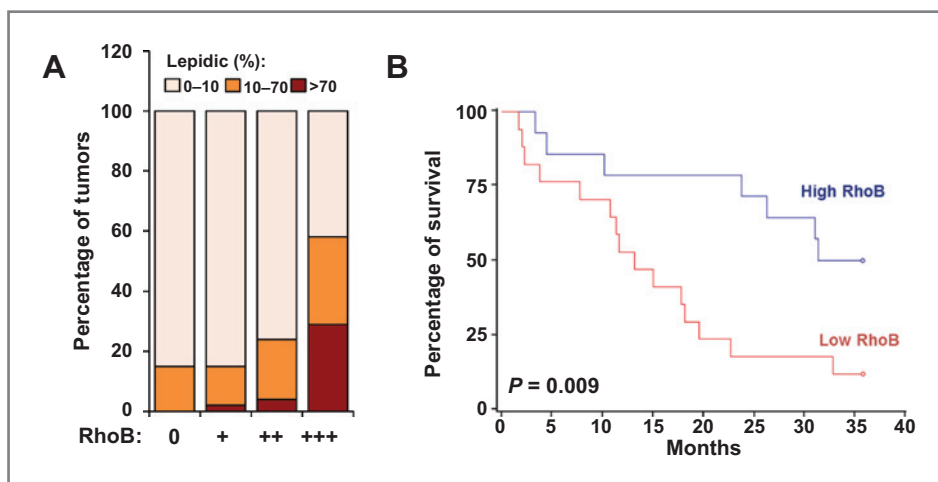 A
Lepidic (%):
0–10 10–70 >70
Percentage of tumors
120
100
80
60
40
20
0
RhoB: 0 + ++ +++
B
Percentage of survival
100
75
50
25
0
High RhoB
Low RhoB
P = 0.009
0 5 10 15 20 25 30 35 40
Months